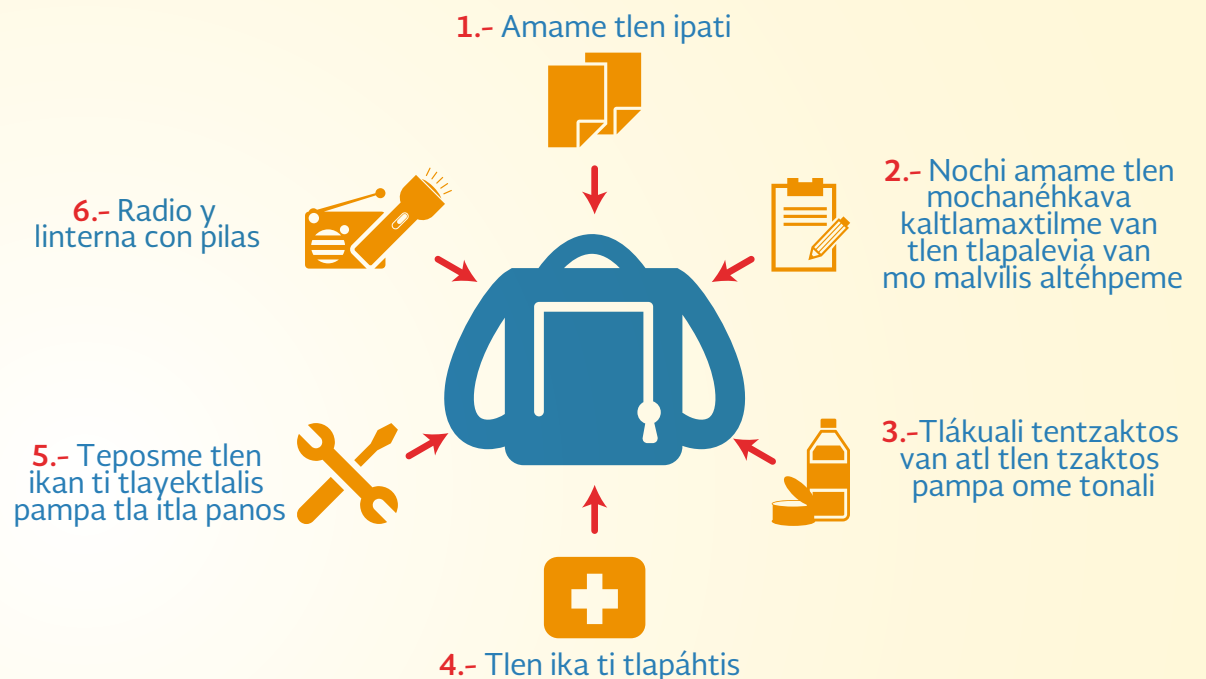 1.- Amame tlen ipati
2.- Nochi amame tlen
mochanéhkava
kaltlamaxtilme van
tlen tlapalevia van
mo malvilis altéhpeme
3.-Tlákuali tentzaktos
van atl tlen tzaktos
pampa ome tonali
4.- Tlen ika ti tlapáhtis
5.- Teposme tlen
ikan ti tlayektlalis
pampa tla itla panos
6.- Radio y
linterna con pilas